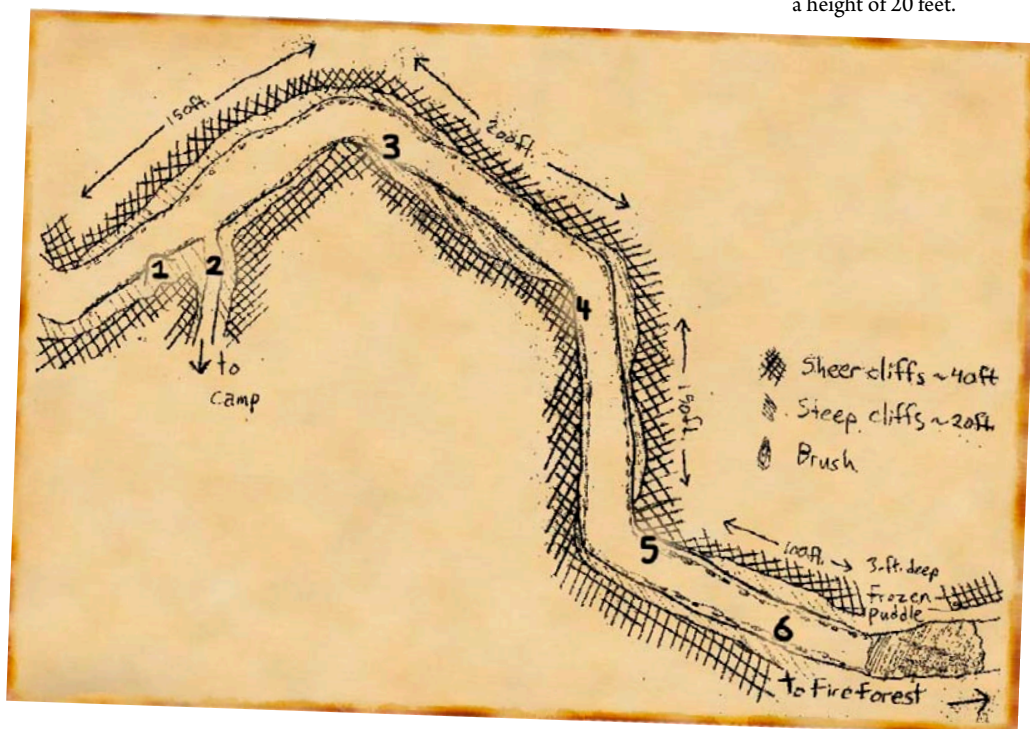 a height of 20 feet.
150ft.
200ft.
3
1
2
to
camp
4
Sheer cliffs ~40ft
Steep cliffs ~20ft
Brush
5
100ft.
3-ft. deep
Frozen
puddle
6
to Fire Forest